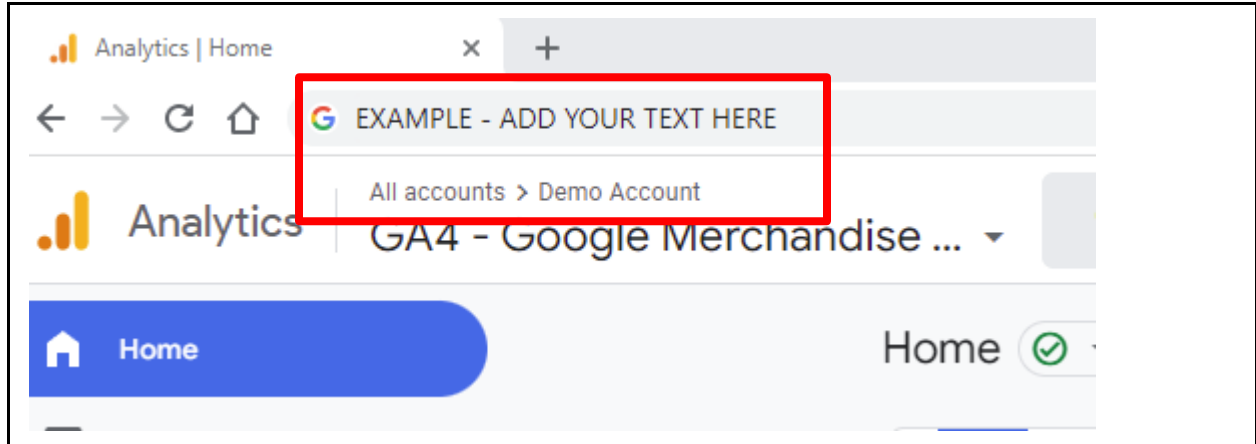 Analytics | Home
EXAMPLE - ADD YOUR TEXT HERE
All accounts > Demo Account
Analytics
GA4 - Google Merchandise ...
Home
Home